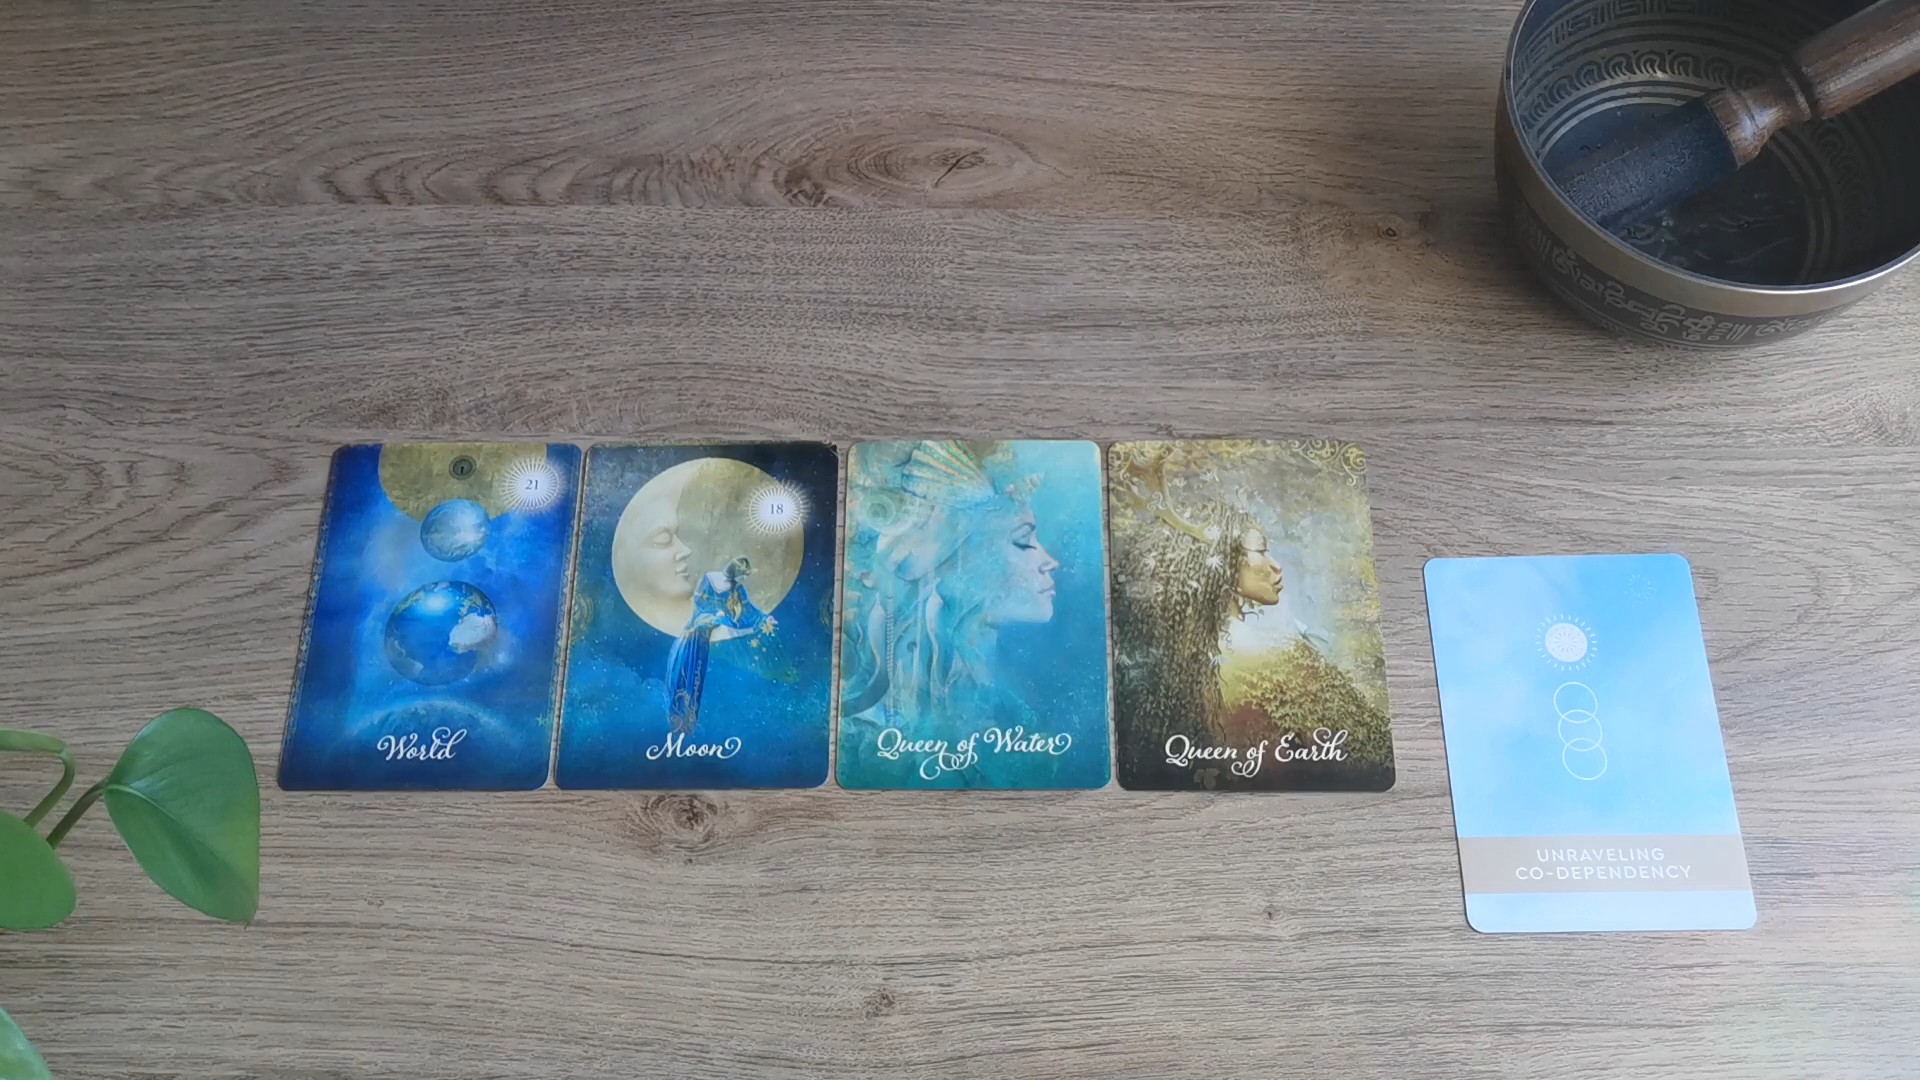 21
World
18
Moon
Queen of Water
Queen of Earth
UNRAVELING
CO-DEPENDENCY